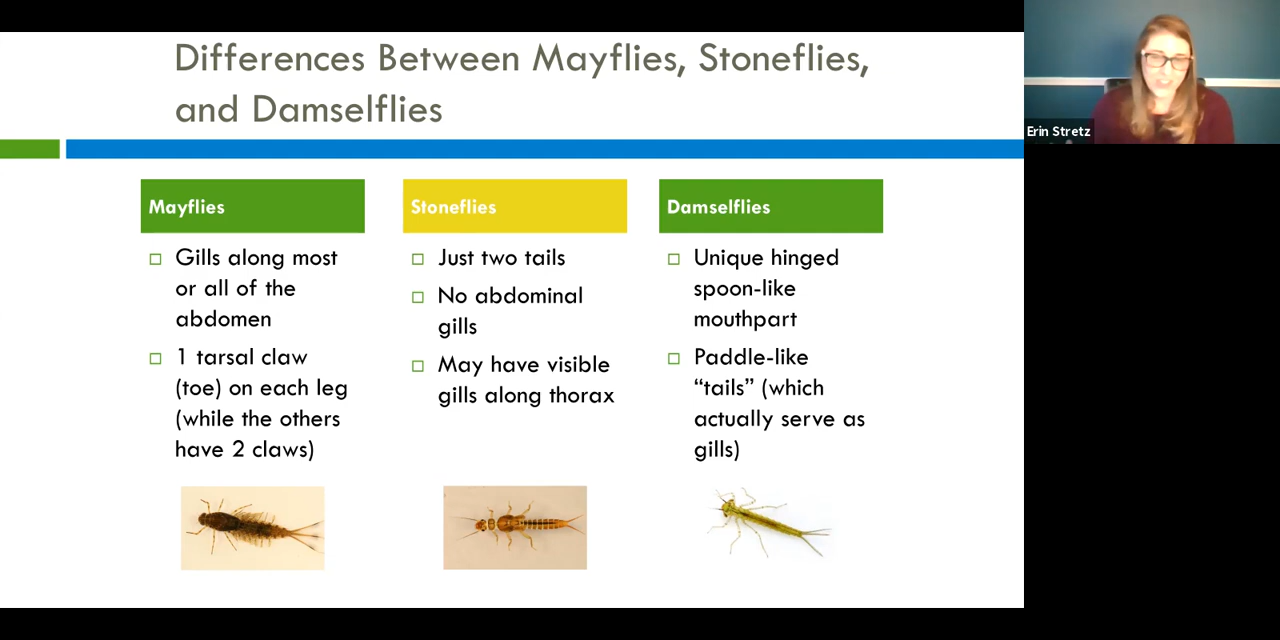 Differences Between Mayflies, Stoneflies,
and Damselflies
Mayflies
Gills along most
or all of the
abdomen
1 tarsal claw
(toe) on each leg
(while the others
have 2 claws)
Stoneflies
Just two tails
No abdominal
gills
May have visible
gills along thorax
Damselflies
Unique hinged
spoon-like
mouthpart
Paddle-like
“tails” (which
actually serve as
gills)
Erin Stretz